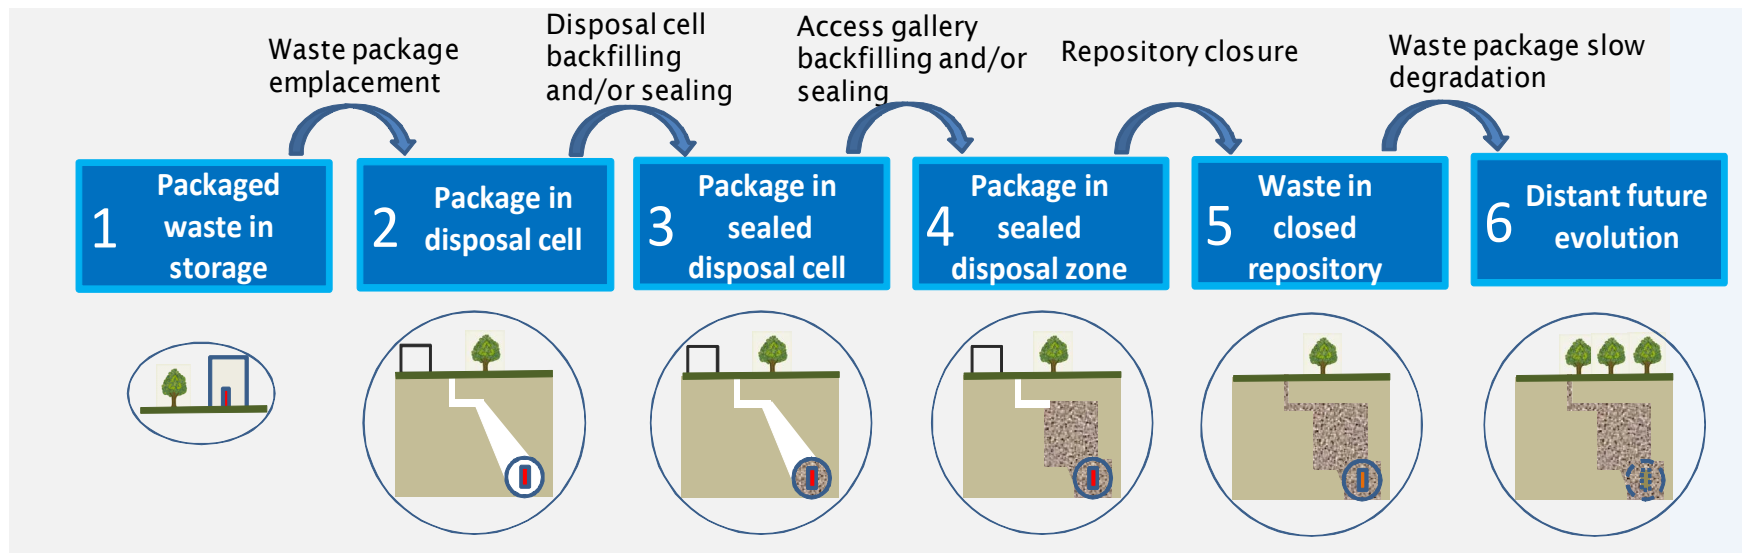 Waste package
emplacement
Disposal cell
backfilling
and/or sealing
Access gallery
backfilling and/or
sealing
Repository closure
Waste package slow
degradation
1
Packaged
waste in
storage
2
Package in
disposal cell
3
Package in
sealed
disposal cell
4
Package in
sealed
disposal zone
5
Waste in
closed
repository
6
Distant future
evolution